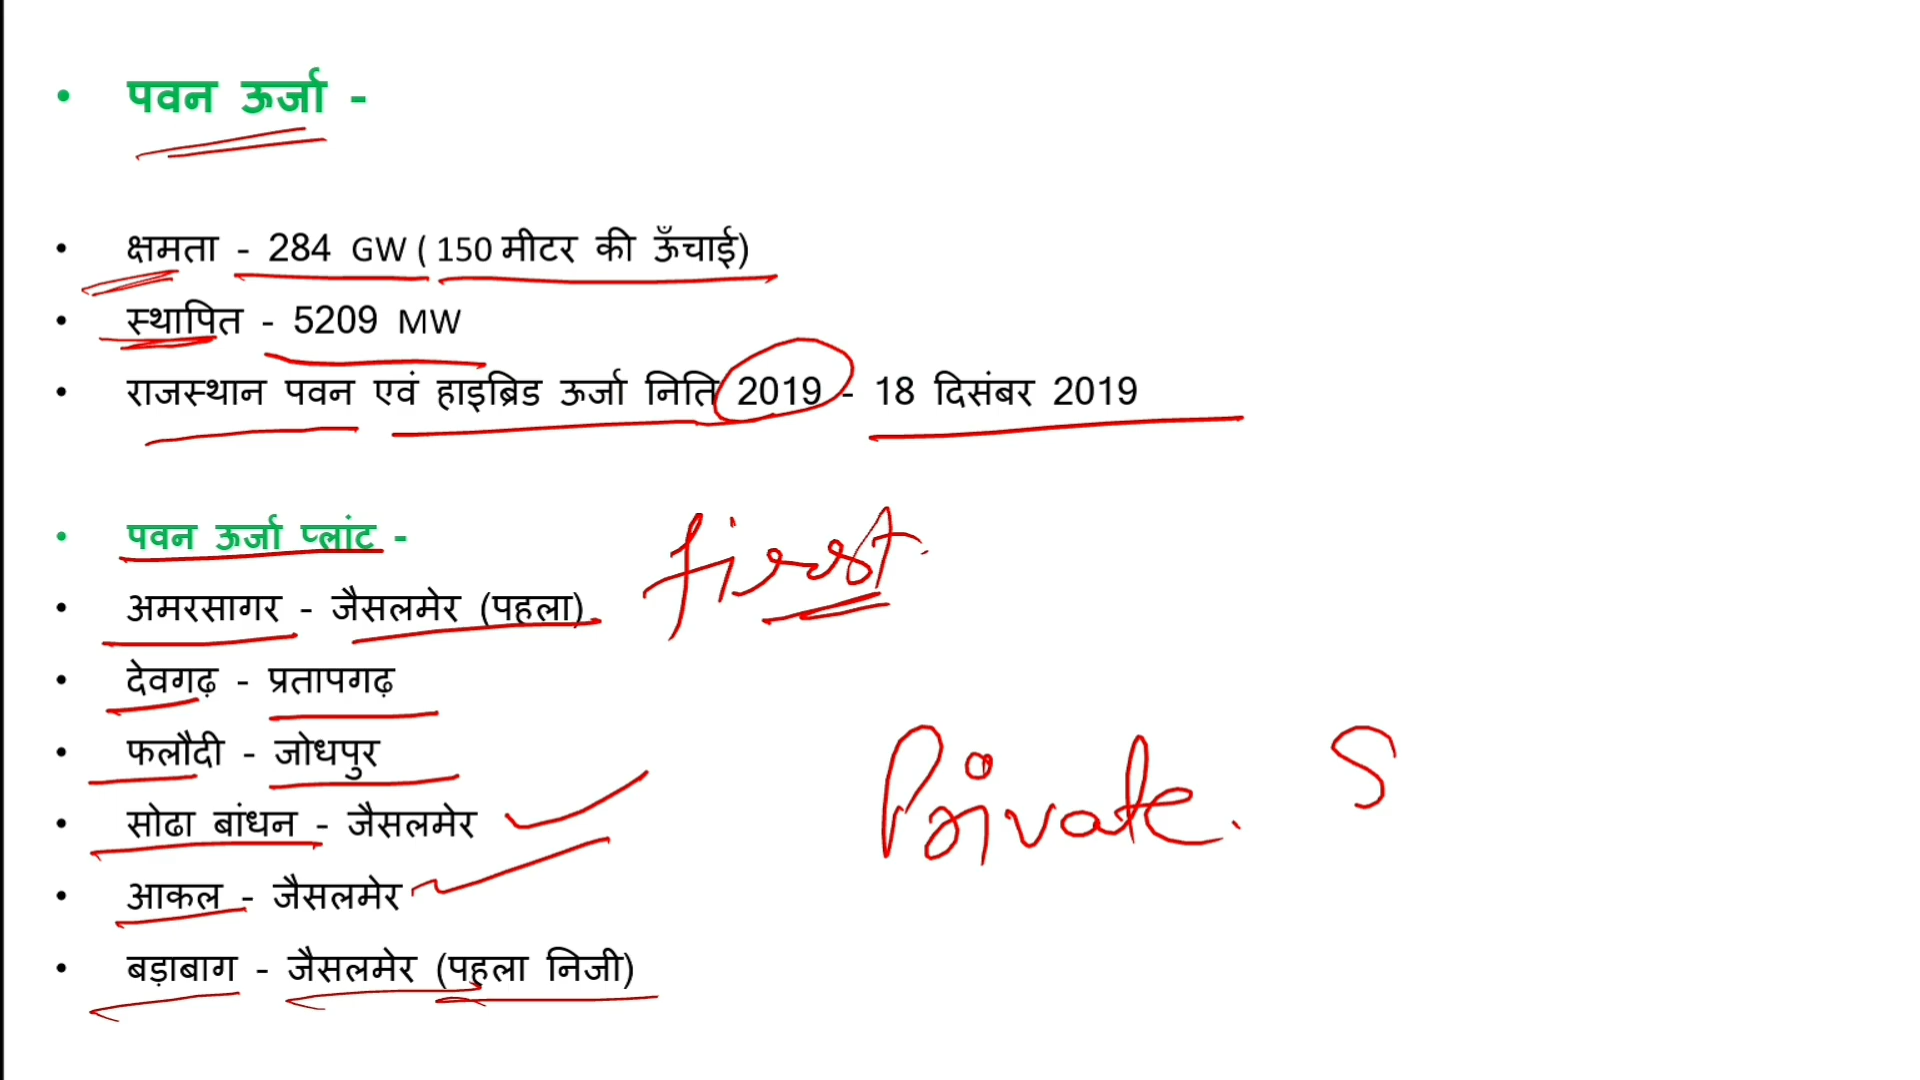 • पवन ऊर्जा -
• क्षमता - 284 GW ( 150 मीटर की ऊँचाई)
• स्थापित - 5209 MW
• राजस्थान पवन एवं हाइब्रिड ऊर्जा निति 2019 - 18 दिसंबर 2019
• पवन ऊर्जा प्लांट -
first
• अमरसागर - जैसलमेर (पहला)
• देवगढ़ - प्रतापगढ़
• फलौदी - जोधपुर
Private. S
• सोढा बांधन - जैसलमेर
• आकल - जैसलमेर
• बड़ाबाग - जैसलमेर (पहला निजी)